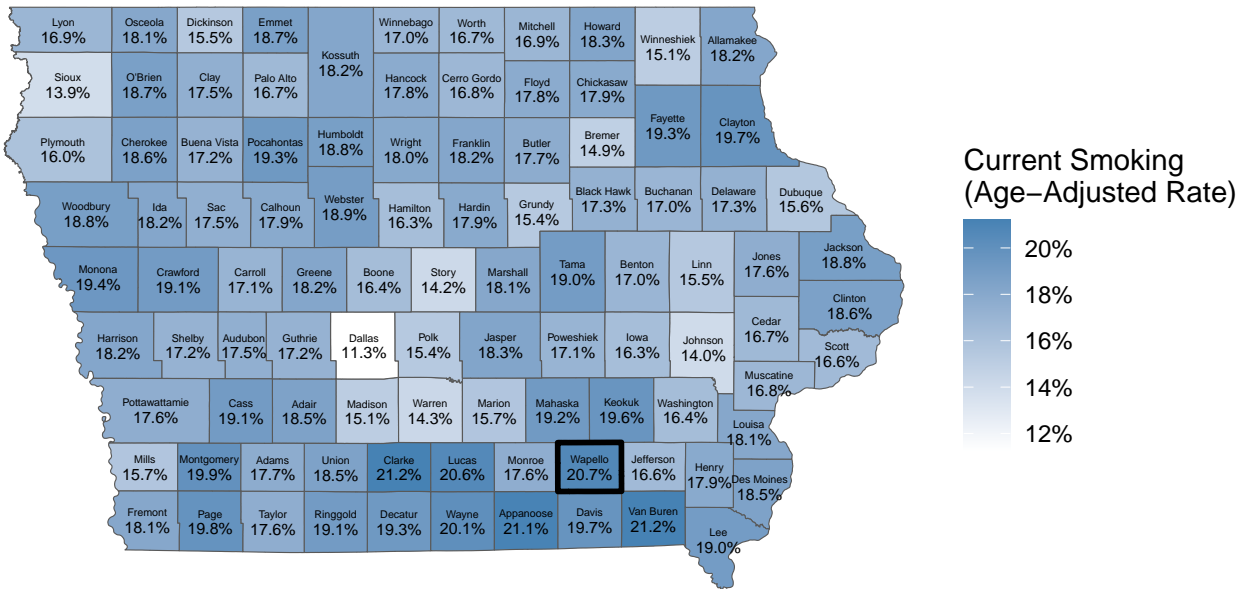 Lyon
16.9%
Osceola
18.1%
Dickinson
15.5%
Emmet
18.7%
Kossuth
18.2%
Winnebago
17.0%
Worth
16.7%
Mitchell
16.9%
Howard
18.3%
Winneshiek
15.1%
Allamakee
18.2%
Sioux
13.9%
O'Brien
18.7%
Clay
17.5%
Palo Alto
16.7%
Hancock
17.8%
Cerro Gordo
16.8%
Floyd
17.8%
Chickasaw
17.9%
Fayette
19.3%
Clayton
19.7%
Plymouth
16.0%
Cherokee
18.6%
Buena Vista
17.2%
Pocahontas
19.3%
Humboldt
18.8%
Wright
18.0%
Franklin
18.2%
Butler
17.7%
Bremer
14.9%
Woodbury
18.8%
Ida
18.2%
Sac
17.5%
Calhoun
17.9%
Webster
18.9%
Hamilton
16.3%
Hardin
17.9%
Grundy
15.4%
Black Hawk
17.3%
Buchanan
17.0%
Delaware
17.3%
Dubuque
15.6%
Monona
19.4%
Crawford
19.1%
Carroll
17.1%
Greene
18.2%
Boone
16.4%
Story
14.2%
Marshall
18.1%
Tama
19.0%
Benton
17.0%
Linn
15.5%
Jones
17.6%
Jackson
18.8%
Clinton
18.6%
Harrison
18.2%
Shelby
17.2%
Audubon
17.5%
Guthrie
17.2%
Dallas
11.3%
Polk
15.4%
Jasper
18.3%
Poweshiek
17.1%
Iowa
16.3%
Johnson
14.0%
Cedar
16.7%
Scott
16.6%
Muscatine
16.8%
Pottawattamie
17.6%
Cass
19.1%
Adair
18.5%
Madison
15.1%
Warren
14.3%
Marion
15.7%
Mahaska
19.2%
Keokuk
19.6%
Washington
16.4%
Louisa
18.1%
Mills
15.7%
Montgomery
19.9%
Adams
17.7%
Union
18.5%
Clarke
21.2%
Lucas
20.6%
Monroe
17.6%
Wapello
20.7%
Jefferson
16.6%
Henry
17.9%
Des Moines
18.5%
Fremont
18.1%
Page
19.8%
Taylor
17.6%
Ringgold
19.1%
Decatur
19.3%
Wayne
20.1%
Appanoose
21.1%
Davis
19.7%
Van Buren
21.2%
Lee
19.0%
Current Smoking
(Age−Adjusted Rate)
20%
18%
16%
14%
12%